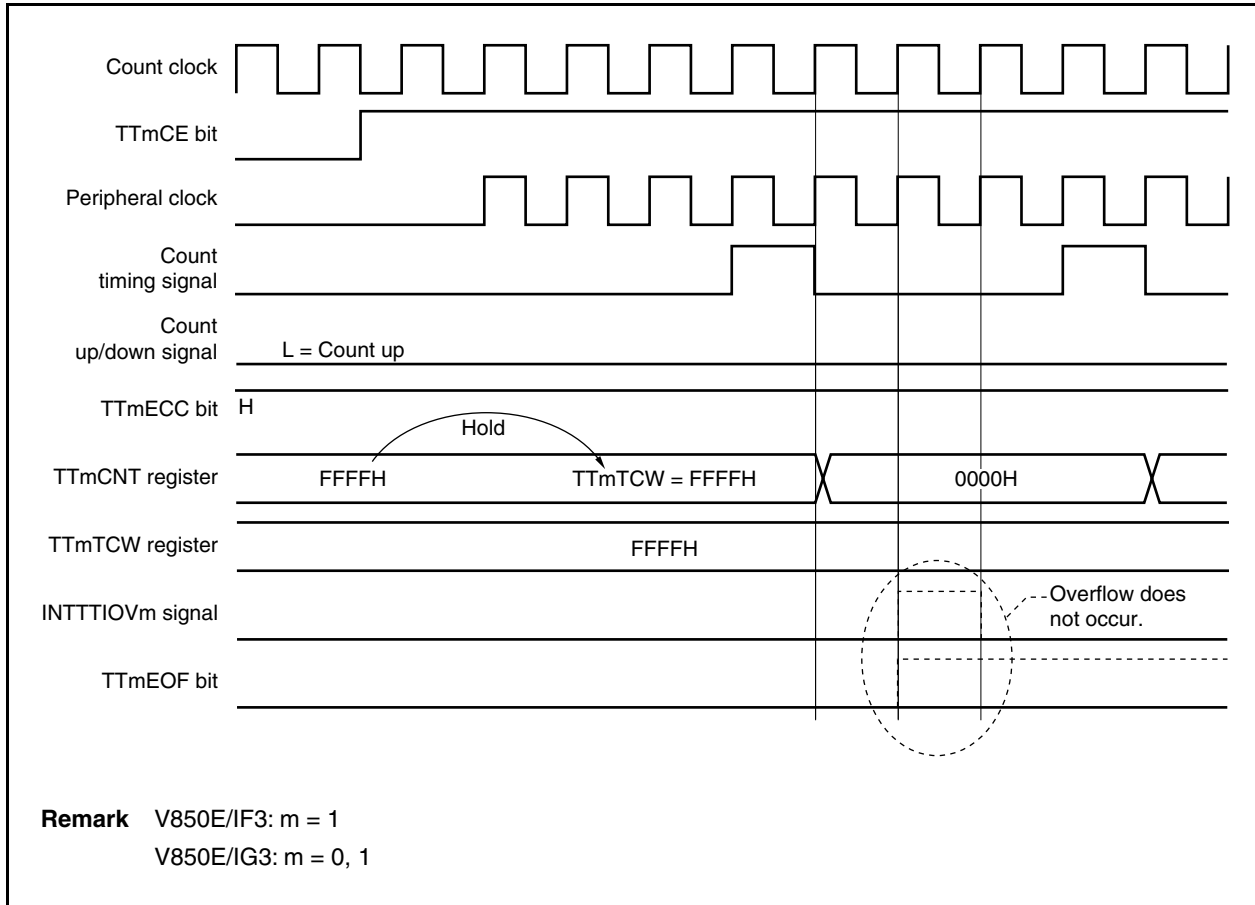 Count clock
TTmCE bit
Peripheral clock
Count
timing signal
Count
up/down signal
L = Count up
TTmECC bit
H
Hold
TTmCNT register
FFFFH
TTmTCW = FFFFH
0000H
TTmTCW register
FFFFH
INTTTIOVm signal
Overflow does
not occur.
TTmEOF bit
Remark V850E/IF3: m = 1
V850E/IG3: m = 0, 1